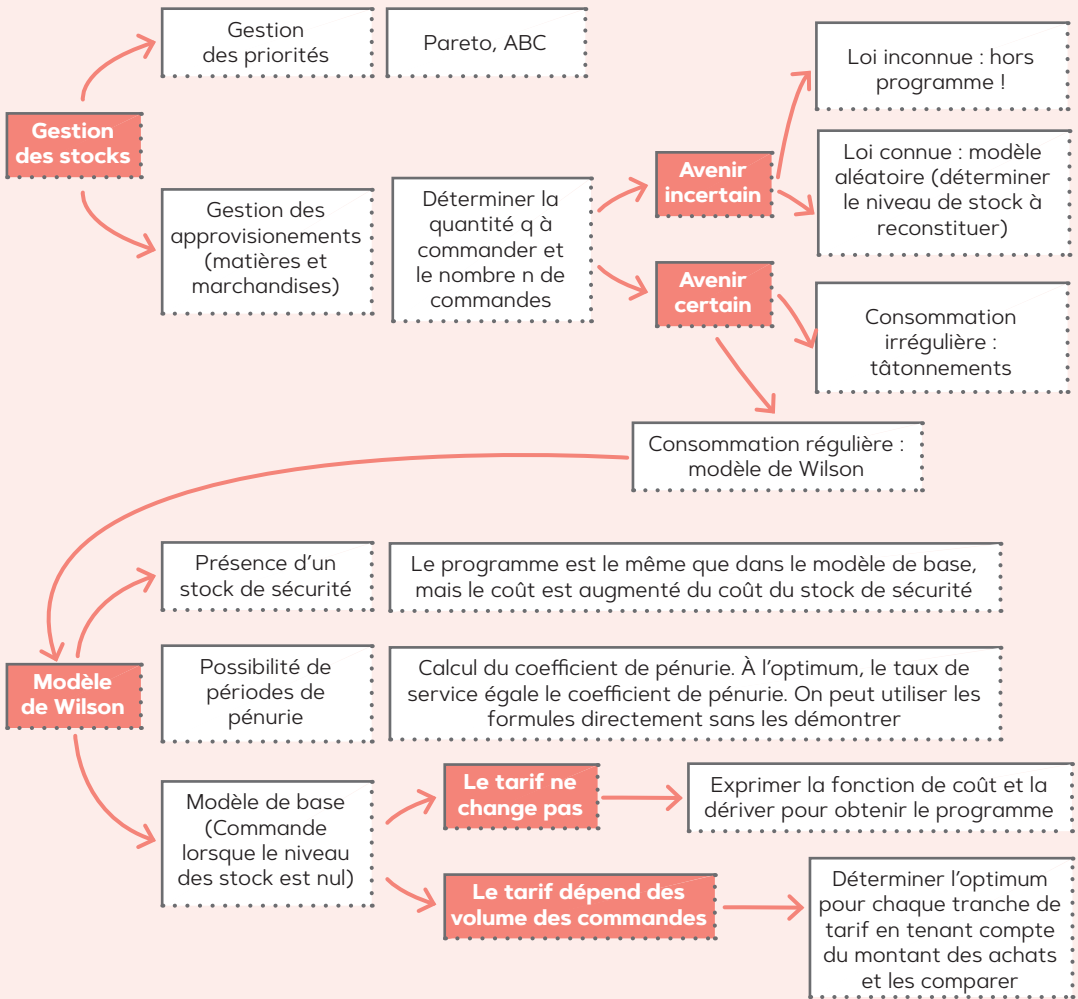 Gestion
des priorités
Pareto, ABC
Loi inconnue : hors
programme !
Gestion
des stocks
Avenir
incertain
Loi connue : modèle
aléatoire (déterminer
le niveau de stock à
reconstituer)
Gestion des
approvisionements
(matières et
marchandises)
Déterminer la
quantité q à
commander et
le nombre n de
commandes
Avenir
certain
Consommation
irrégulière :
tâtonnements
Consommation régulière :
modèle de Wilson
Présence d’un
stock de sécurité
Le programme est le même que dans le modèle de base,
mais le coût est augmenté du coût du stock de sécurité
Modèle
de Wilson
Possibilité de
périodes de
pénurie
Calcul du coefficient de pénurie. À l’optimum, le taux de
service égale le coefficient de pénurie. On peut utiliser les
formules directement sans les démontrer
Modèle de base
(Commande
lorsque le niveau
des stock est nul)
Le tarif ne
change pas
Exprimer la fonction de coût et la
dériver pour obtenir le programme
Le tarif dépend des
volume des commandes
Déterminer l’optimum
pour chaque tranche de
tarif en tenant compte
du montant des achats
et les comparer